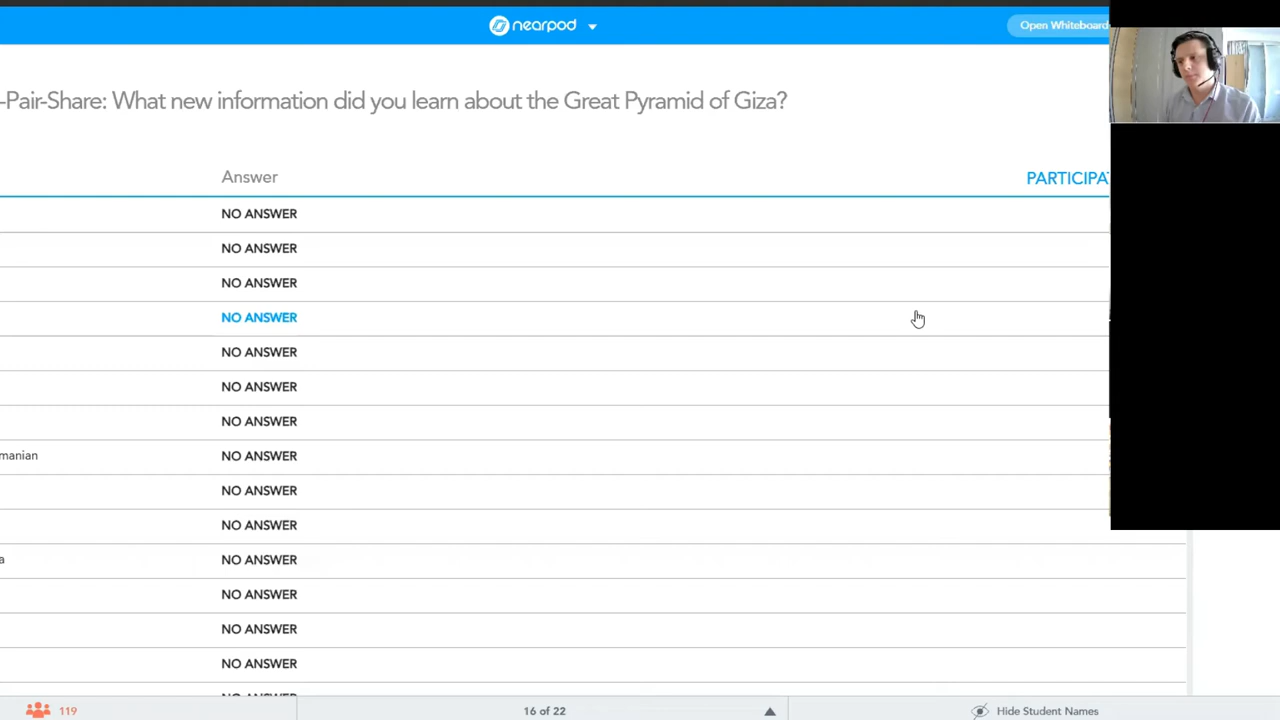 nearpod
Open Whiteboard
-Pair-Share: What new information did you learn about the Great Pyramid of Giza?
Answer
PARTICIPA
NO ANSWER
NO ANSWER
NO ANSWER
NO ANSWER
NO ANSWER
NO ANSWER
NO ANSWER
manian NO ANSWER
NO ANSWER
NO ANSWER
a NO ANSWER
NO ANSWER
NO ANSWER
NO ANSWER
119
16 of 22
Hide Student Names